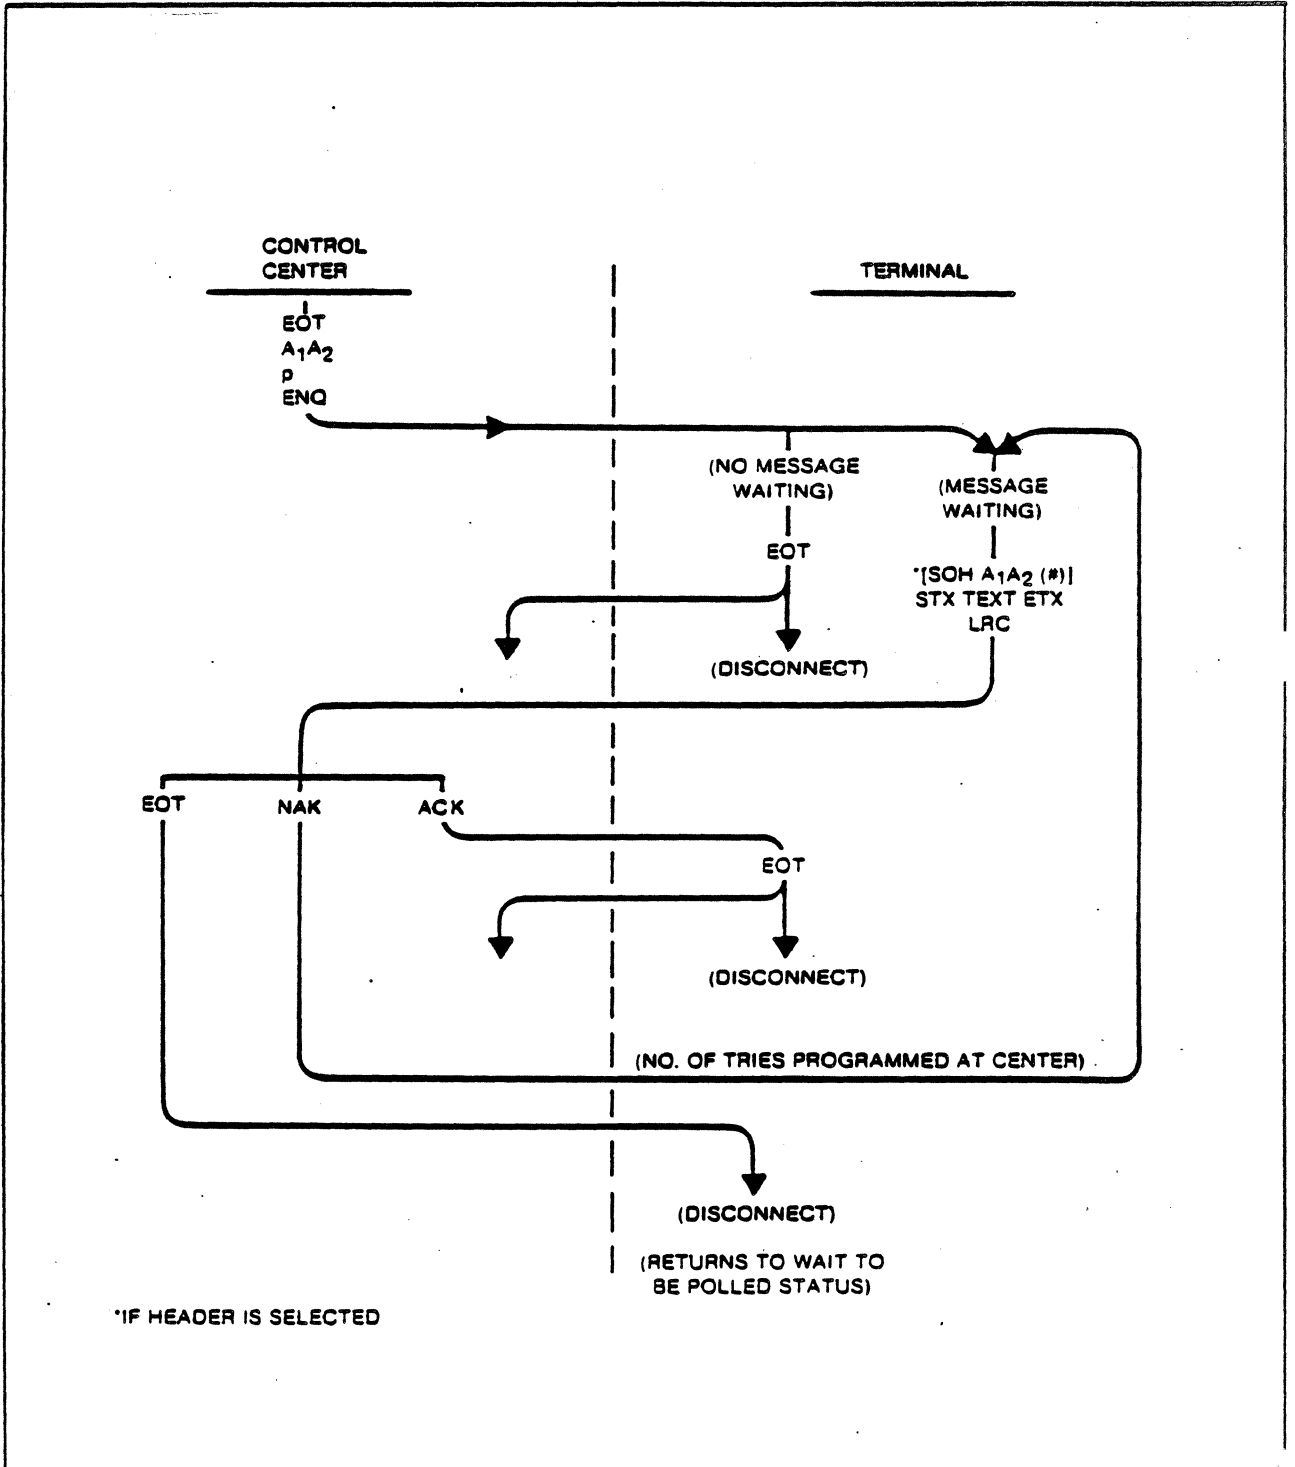 CONTROL
CENTER
TERMINAL
EOT
A₁A₂
p
ENQ
(NO MESSAGE
WAITING)
(MESSAGE
WAITING)
EOT
*[SOH A₁A₂ (#)]
STX TEXT ETX
LRC
(DISCONNECT)
EOT
NAK
ACK
EOT
(DISCONNECT)
(NO. OF TRIES PROGRAMMED AT CENTER)
(DISCONNECT)
(RETURNS TO WAIT TO
BE POLLED STATUS)
*IF HEADER IS SELECTED